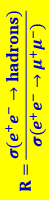 R = σ(e⁺e⁻ → hadrons) / σ(e⁺e⁻ → μ⁺μ⁻)